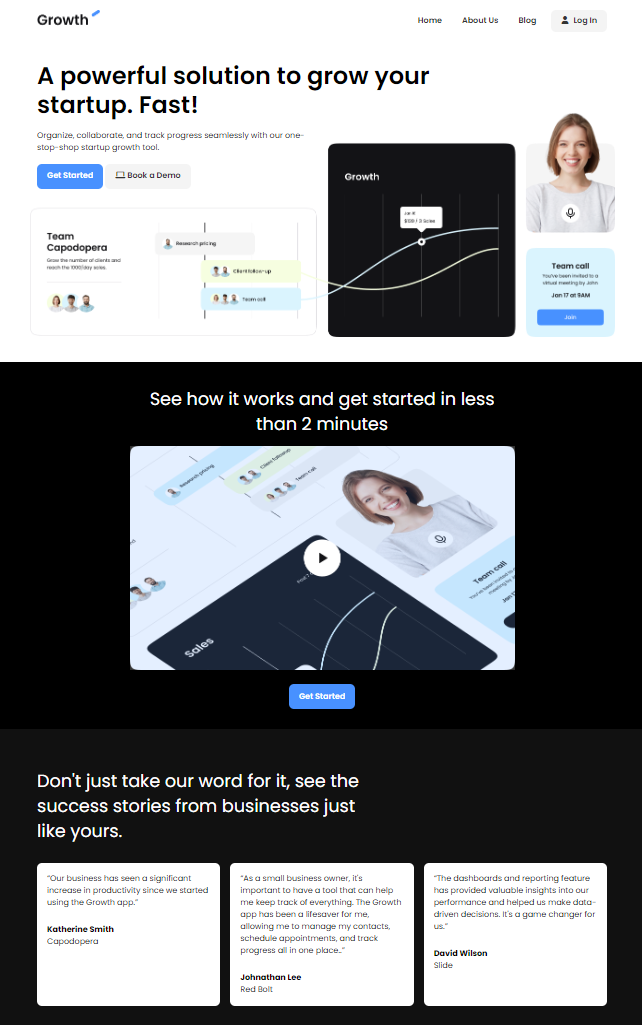 Growth
Home
About Us
Blog
Log In
A powerful solution to grow your
startup. Fast!
Organize, collaborate, and track progress seamlessly with our one-
stop-shop startup growth tool.
Get Started
Book a Demo
Team
Capodopera
Grow the number of clients and
reach the 1000/day sales.
Research pricing
Client follow-up
Team call
Growth
Team call
You've been invited to a
virtual meeting by John
Jan 17 at 9AM
Join
See how it works and get started in less
than 2 minutes
Research pricing
Client followup
Team call
Team call
You've been invited to a
meeting by
Jan 17
Sales
Get Started
Don't just take our word for it, see the
success stories from businesses just
like yours.
“Our business has seen a significant
increase in productivity since we started
using the Growth app.”
Katherine Smith
Capodopera
“As a small business owner, it's
important to have a tool that can help
me keep track of everything. The Growth
app has been a lifesaver for me,
allowing me to manage my contacts,
schedule appointments, and track
progress all in one place..”
Johnathan Lee
Red Bolt
“The dashboards and reporting feature
has provided valuable insights into our
performance and helped us make data-
driven decisions. It's a game changer for
us.”
David Wilson
Slide